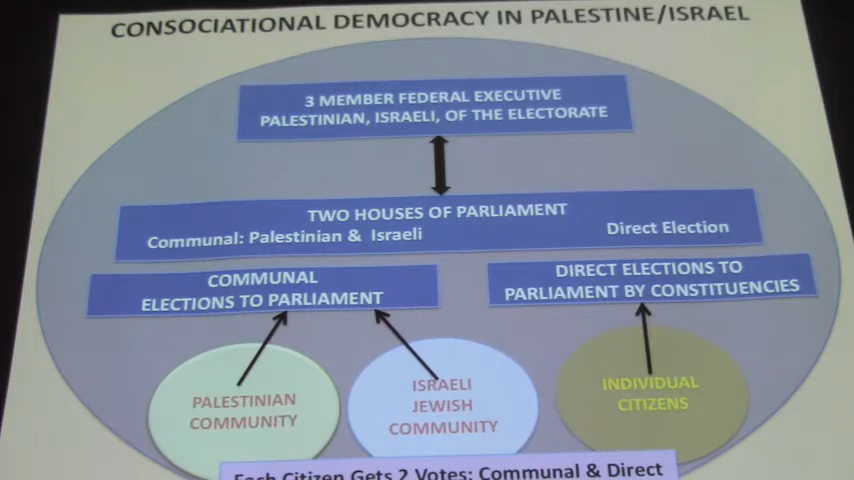 CONSOCIATIONAL DEMOCRACY IN PALESTINE/ISRAEL
3 MEMBER FEDERAL EXECUTIVE
PALESTINIAN, ISRAELI, OF THE ELECTORATE
TWO HOUSES OF PARLIAMENT
Communal: Palestinian & Israeli Direct Election
COMMUNAL
ELECTIONS TO PARLIAMENT
DIRECT ELECTIONS TO
PARLIAMENT BY CONSTITUENCIES
PALESTINIAN
COMMUNITY
ISRAELI
JEWISH
COMMUNITY
INDIVIDUAL
CITIZENS
Each Citizen Gets 2 Votes: Communal & Direct